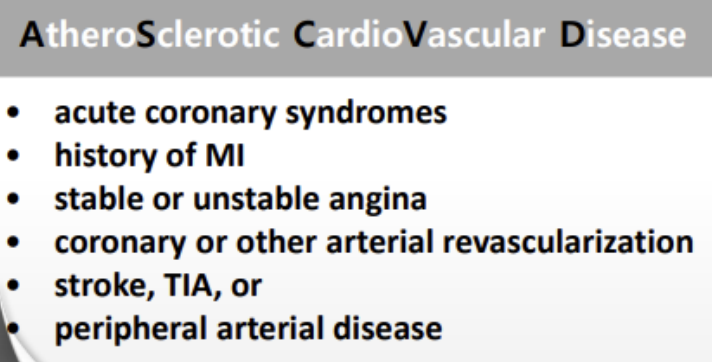 AtheroSclerotic CardioVascular Disease
• acute coronary syndromes
• history of MI
• stable or unstable angina
• coronary or other arterial revascularization
• stroke, TIA, or
• peripheral arterial disease